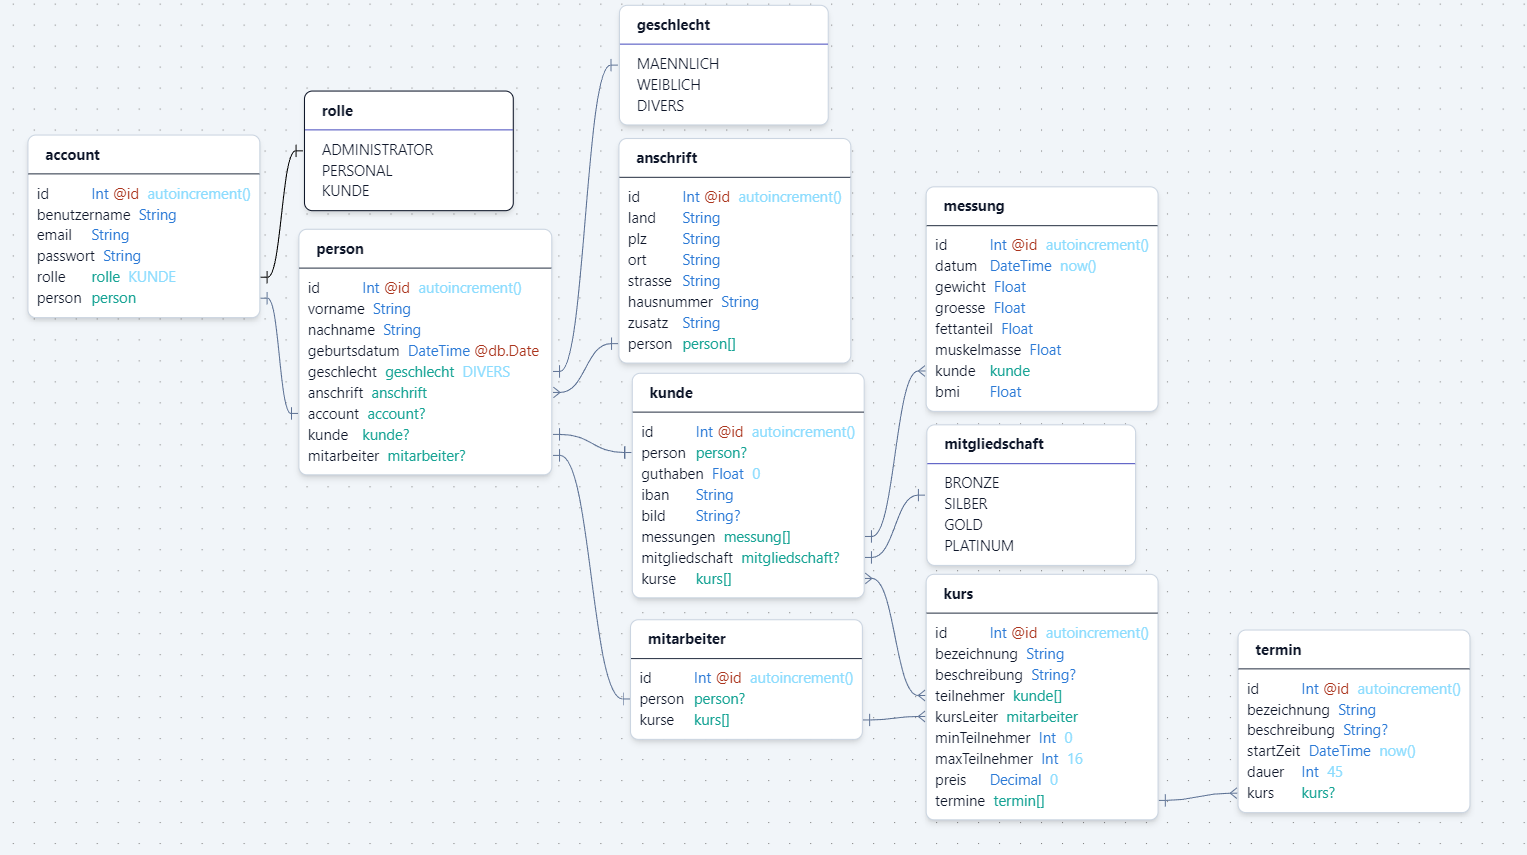 geschlecht
MAENNLICH
WEIBLICH
DIVERS
rolle
ADMINISTRATOR
PERSONAL
KUNDE
account
id Int @id autoincrement()
benutzername String
email String
passwort String
rolle rolle KUNDE
person person
person
id Int @id autoincrement()
vorname String
nachname String
geburtsdatum DateTime @db.Date
geschlecht geschlecht DIVERS
anschrift anschrift
account account?
kunde kunde?
mitarbeiter mitarbeiter?
anschrift
id Int @id autoincrement()
land String
plz String
ort String
strasse String
hausnummer String
zusatz String
person person[]
kunde
id Int @id autoincrement()
person person?
guthaben Float 0
iban String
bild String?
messungen messung[]
mitgliedschaft mitgliedschaft?
kurse kurs[]
mitarbeiter
id Int @id autoincrement()
person person?
kurse kurs[]
messung
id Int @id autoincrement()
datum DateTime now()
gewicht Float
groesse Float
fettanteil Float
muskelmasse Float
kunde kunde
bmi Float
mitgliedschaft
BRONZE
SILBER
GOLD
PLATINUM
kurs
id Int @id autoincrement()
bezeichnung String
beschreibung String?
teilnehmer kunde[]
kursLeiter mitarbeiter
minTeilnehmer Int 0
maxTeilnehmer Int 16
preis Decimal 0
termine termin[]
termin
id Int @id autoincrement()
bezeichnung String
beschreibung String?
startZeit DateTime now()
dauer Int 45
kurs kurs?